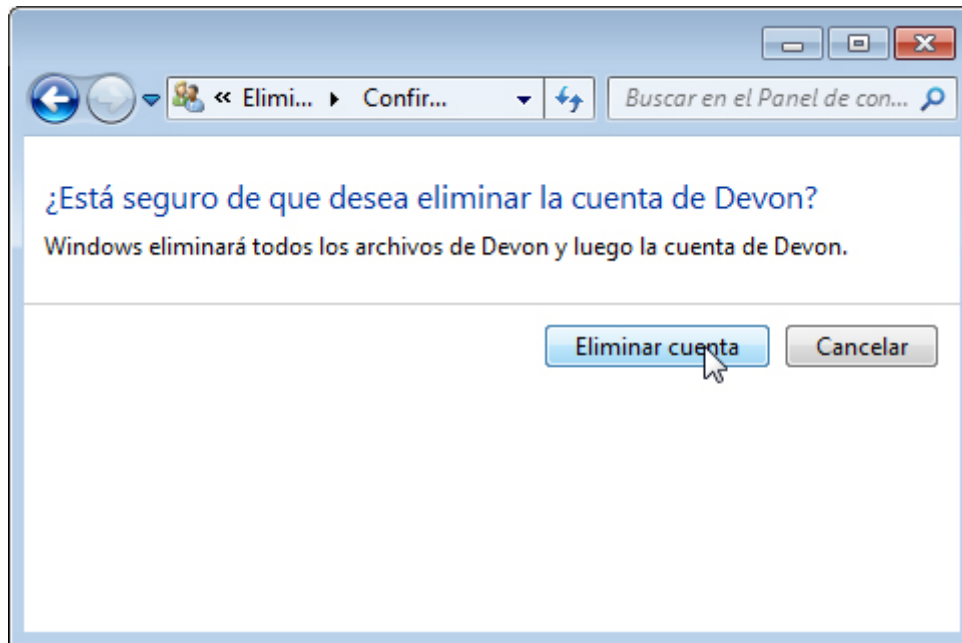 « Elimi... Confir... Buscar en el Panel de con...
¿Está seguro de que desea eliminar la cuenta de Devon?
Windows eliminará todos los archivos de Devon y luego la cuenta de Devon.
Eliminar cuenta Cancelar